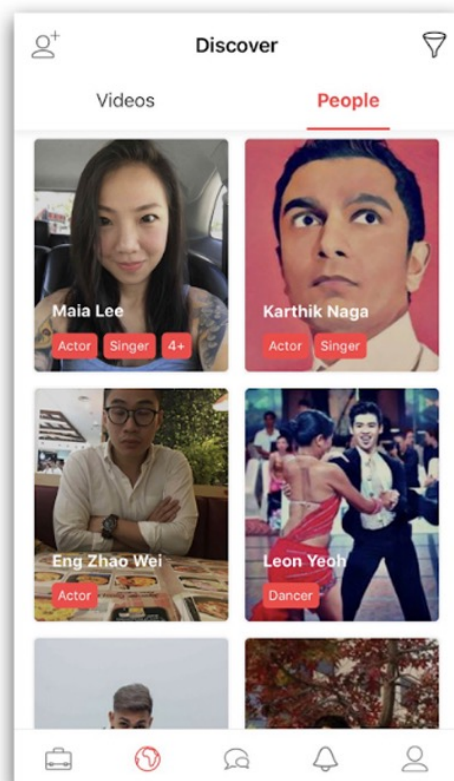 Discover
Videos People
Maia Lee Karthik Naga
Actor Singer 4+ Actor Singer
Eng Zhao Wei Leon Yeoh
Actor Dancer